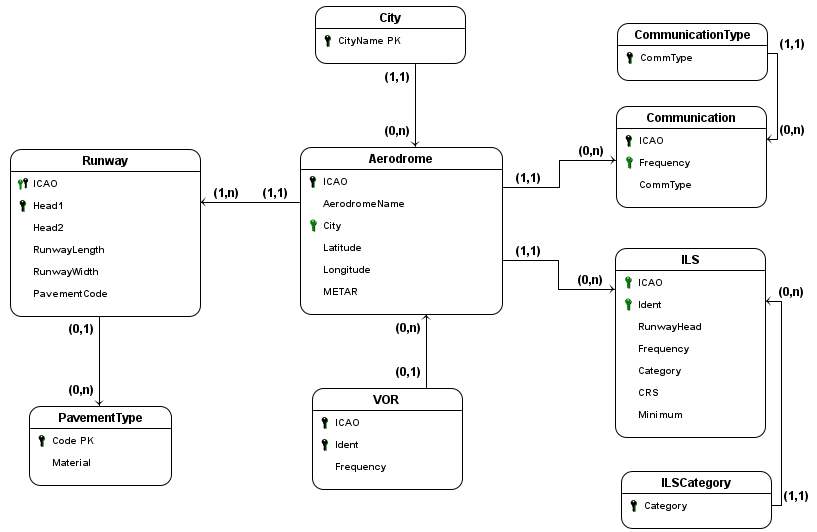 City
CityName PK
(1,1)
(0,n)
CommunicationType
CommType
(1,1)
(0,n)
Communication
ICAO
Frequency
CommType
(0,n)
(1,1)
Runway
ICAO
Head1
Head2
RunwayLength
RunwayWidth
PavementCode
(1,n)
(1,1)
Aerodrome
ICAO
AerodromeName
City
Latitude
Longitude
METAR
(1,1)
(0,n)
ILS
ICAO
Ident
RunwayHead
Frequency
Category
CRS
Minimum
(0,n)
(0,1)
(0,n)
PavementType
Code PK
Material
(0,n)
(0,1)
VOR
ICAO
Ident
Frequency
ILSCategory
Category
(1,1)